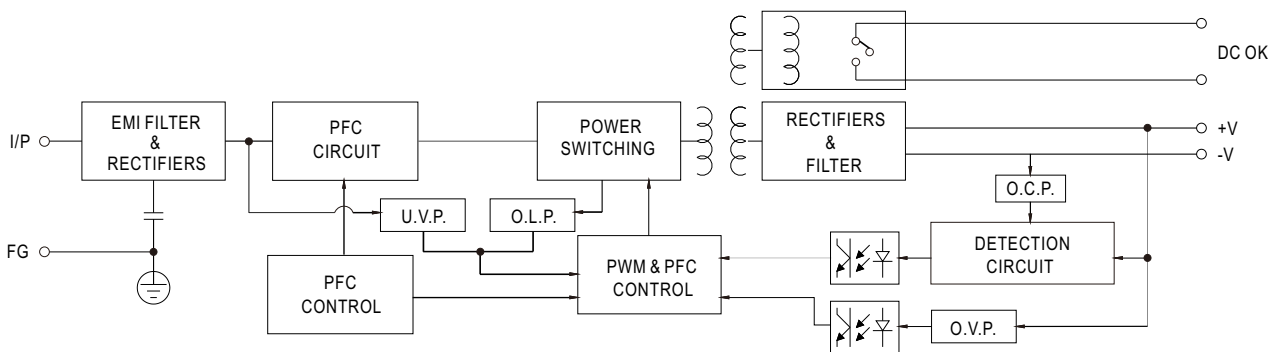 DC OK
I/P
EMI FILTER
&
RECTIFIERS
PFC
CIRCUIT
POWER
SWITCHING
RECTIFIERS
&
FILTER
+V
-V
O.C.P.
U.V.P.
O.L.P.
FG
PFC
CONTROL
PWM & PFC
CONTROL
DETECTION
CIRCUIT
O.V.P.